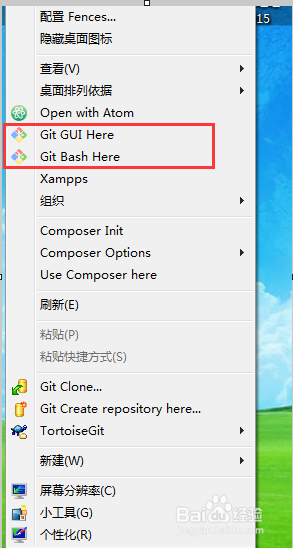 配置 Fences...
15
隐藏桌面图标
查看(V)
桌面排列依据
Open with Atom
Git GUI Here
Git Bash Here
Xampps
组织
Composer Init
Composer Options
Use Composer here
刷新(E)
粘贴(P)
粘贴快捷方式(S)
Git Clone...
Git Create repository here...
TortoiseGit
新建(W)
屏幕分辨率(C)
小工具(G)
个性化(R)
Baidu 经验